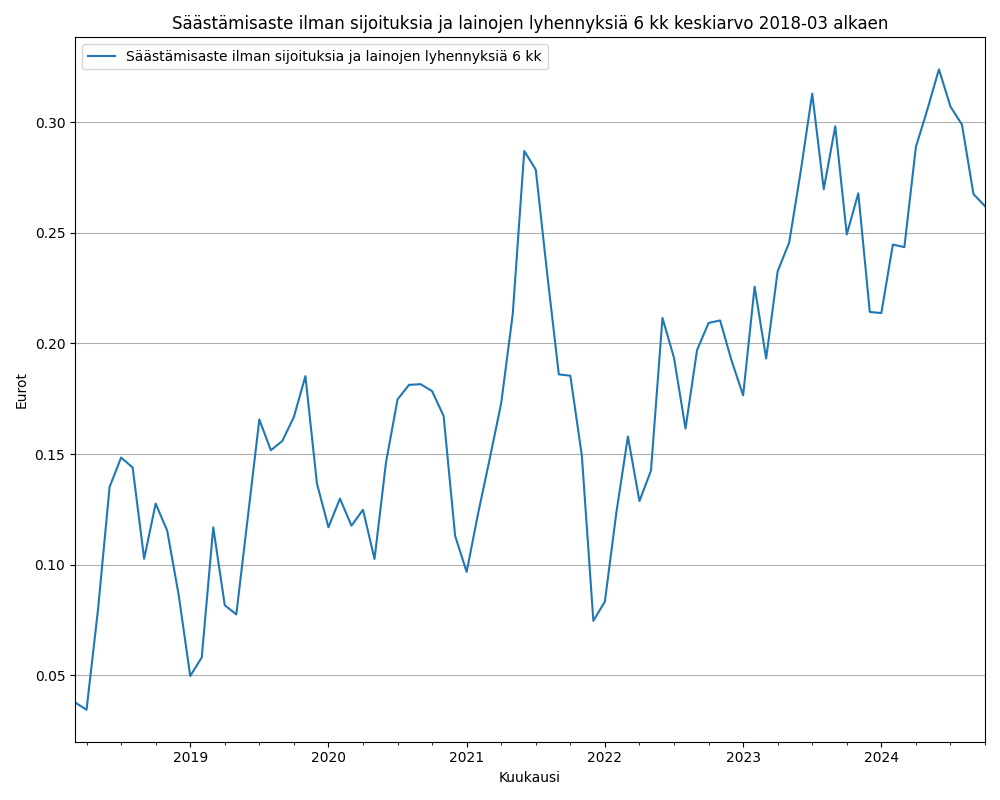 Säästämisaste ilman sijoituksia ja lainojen lyhennyksiä 6 kk keskiarvo 2018-03 alkaen
Säästämisaste ilman sijoituksia ja lainojen lyhennyksiä 6 kk
0.30
0.25
0.20
0.15
0.10
0.05
Eurot
2019 2020 2021 2022 2023 2024
Kuukausi